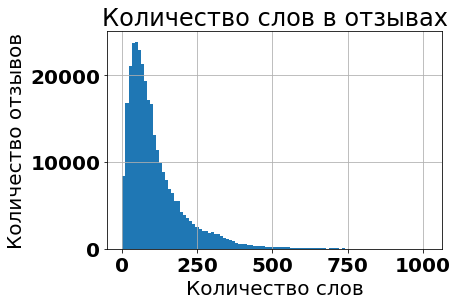 Количество слов в отзывах
Количество отзывов
20000
10000
0
0 250 500 750 1000
Количество слов